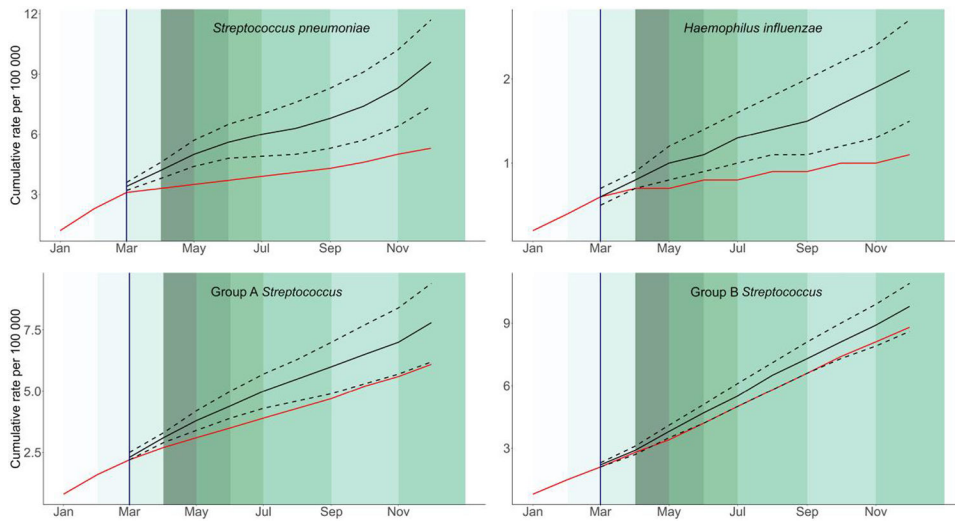 Streptococcus pneumoniae
Cumulative rate per 100 000
12
9
6
3
Jan Mar May Jul Sep Nov
Haemophilus influenzae
2
1
Jan Mar May Jul Sep Nov
Group A Streptococcus
Cumulative rate per 100 000
7.5
5.0
2.5
Jan Mar May Jul Sep Nov
Group B Streptococcus
9
6
3
Jan Mar May Jul Sep Nov